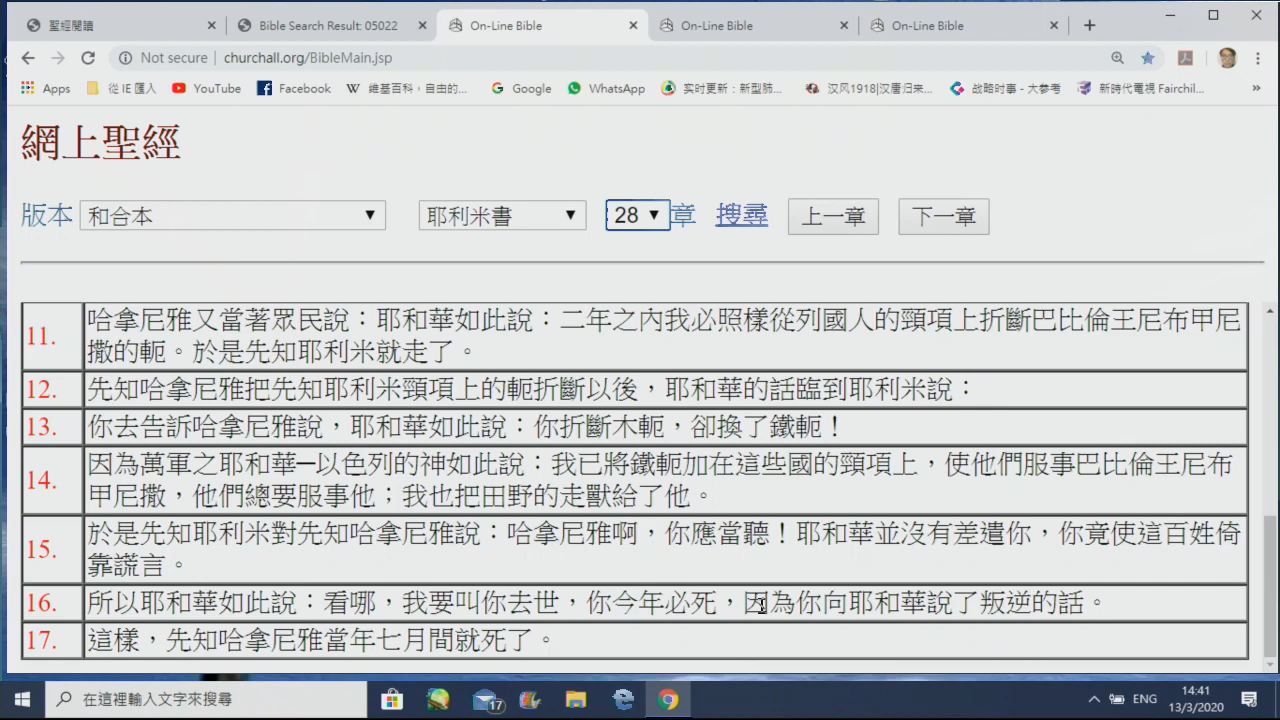 聖經閱讀
Bible Search Result: 05022
On-Line Bible
On-Line Bible
On-Line Bible
Not secure
churchall.org/BibleMain.jsp
Apps
從 IE 匯入
YouTube
Facebook
維基百科,自由的...
Google
WhatsApp
实时更新:新型肺...
汉风1918|汉唐归来...
战略时事 - 大参考
新時代電視 Fairchil...
網上聖經
版本 和合本 耶利米書 28 章 搜尋 上一章 下一章
11. 哈拿尼雅又當著眾民說:耶和華如此說:二年之內我必照樣從列國人的頸項上折斷巴比倫王尼布甲尼
撒的軛。於是先知耶利米就走了。
12. 先知哈拿尼雅把先知耶利米頸項上的軛折斷以後,耶和華的話臨到耶利米說:
13. 你去告訴哈拿尼雅說,耶和華如此說:你折斷木軛,卻換了鐵軛!
14. 因為萬軍之耶和華─以色列的神如此說:我已將鐵軛加在這些國的頸項上,使他們服事巴比倫王尼布
甲尼撒,他們總要服事他;我也把田野的走獸給了他。
15. 於是先知耶利米對先知哈拿尼雅說:哈拿尼雅啊,你應當聽!耶和華並沒有差遣你,你竟使這百姓倚
靠謊言。
16. 所以耶和華如此說:看哪,我要叫你去世,你今年必死,因為你向耶和華說了叛逆的話。
17. 這樣,先知哈拿尼雅當年七月間就死了。
在這裡輸入文字來搜尋
17
ENG
14:41
13/3/2020